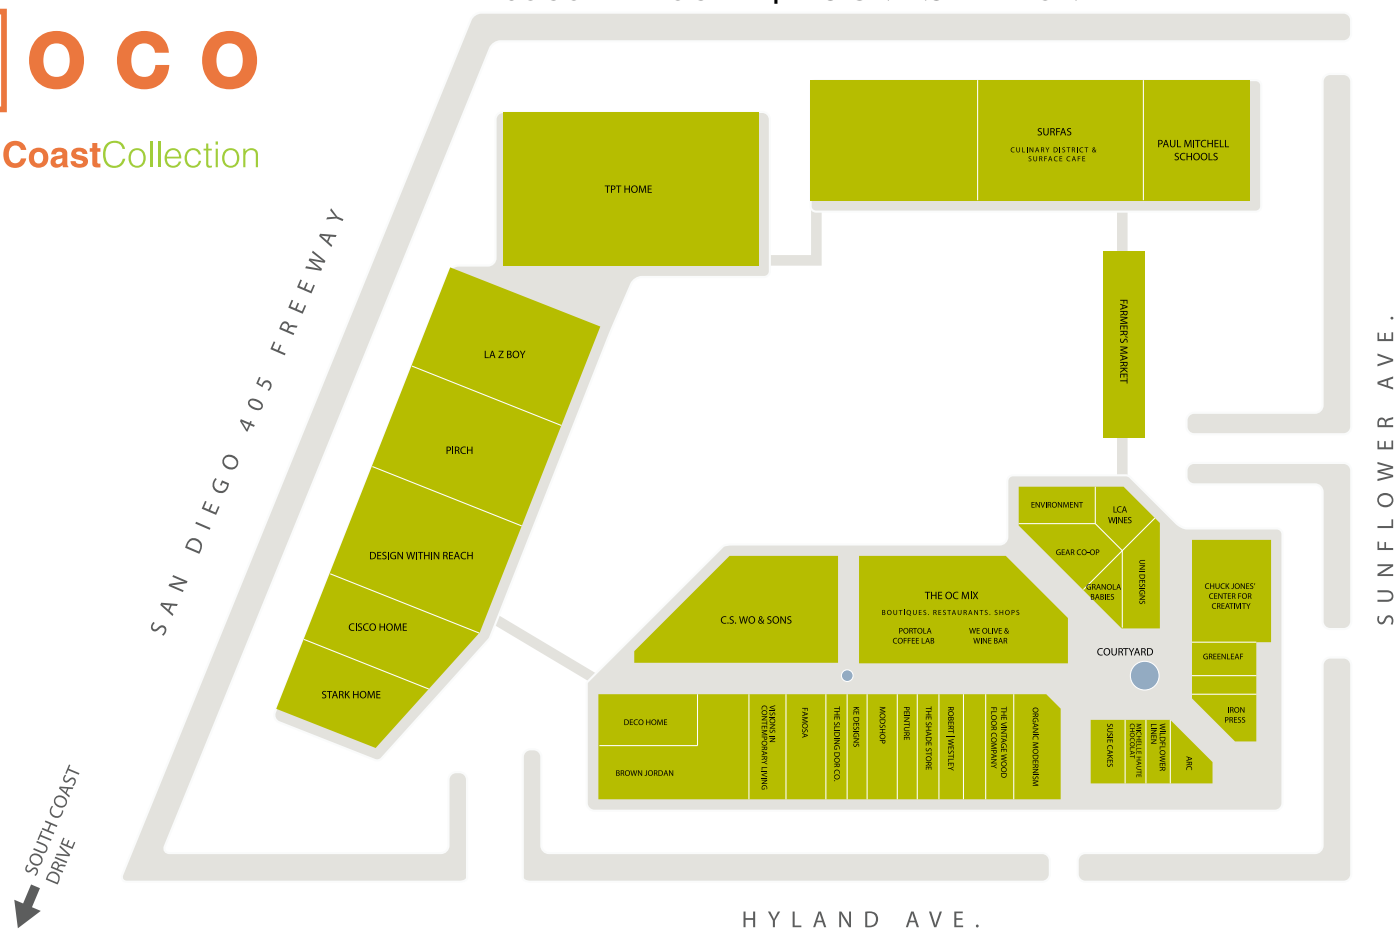 OCO
CoastCollection
SAN DIEGO 405 FREEWAY
SOUTH COAST
DRIVE
HYLAND AVE.
SUNFLOWER AVE.
TPT HOME
SURFAS
CULINARY DISTRICT &
SURFACE CAFE
PAUL MITCHELL
SCHOOLS
FARMER'S MARKET
LA Z BOY
PIRCH
DESIGN WITHIN REACH
CISCO HOME
STARK HOME
ENVIRONMENT
LCA
WINES
GEAR CO-OP
GRANOLA
BABIES
UNI DESIGNS
CHUCK JONES'
CENTER FOR
CREATIVITY
GREENLEAF
IRON
PRESS
COURTYARD
C.S. WO & SONS
THE OC MIX
BOUTIQUES. RESTAURANTS. SHOPS
PORTOLA
COFFEE LAB
WE OLIVE &
WINE BAR
DECO HOME
BROWN JORDAN
VISIONS IN
CONTEMPORARY LIVING
FAMOSA
THE SLIDING DOR CO.
KE DESIGNS
MODSHOP
PEINTURE
THE SHADE STORE
ROBERT | WESTLEY
THE VINTAGE WOOD
FLOOR COMPANY
ORGANIC MODERNISM
SUSIE CAKES
MICHELLE HAUTE
CHOCOLAT
WILDFLOWER
LINEN
ARC